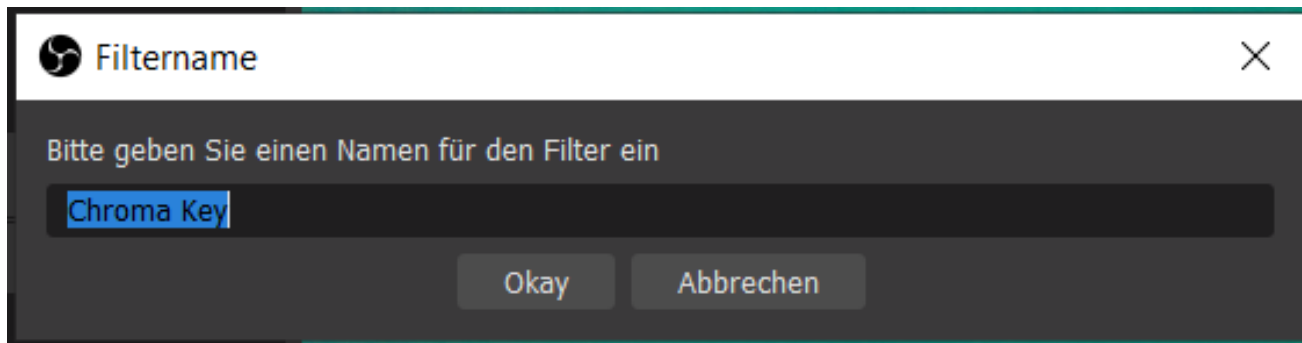 Filtername
Bitte geben Sie einen Namen für den Filter ein
Chroma Key
Okay Abbrechen